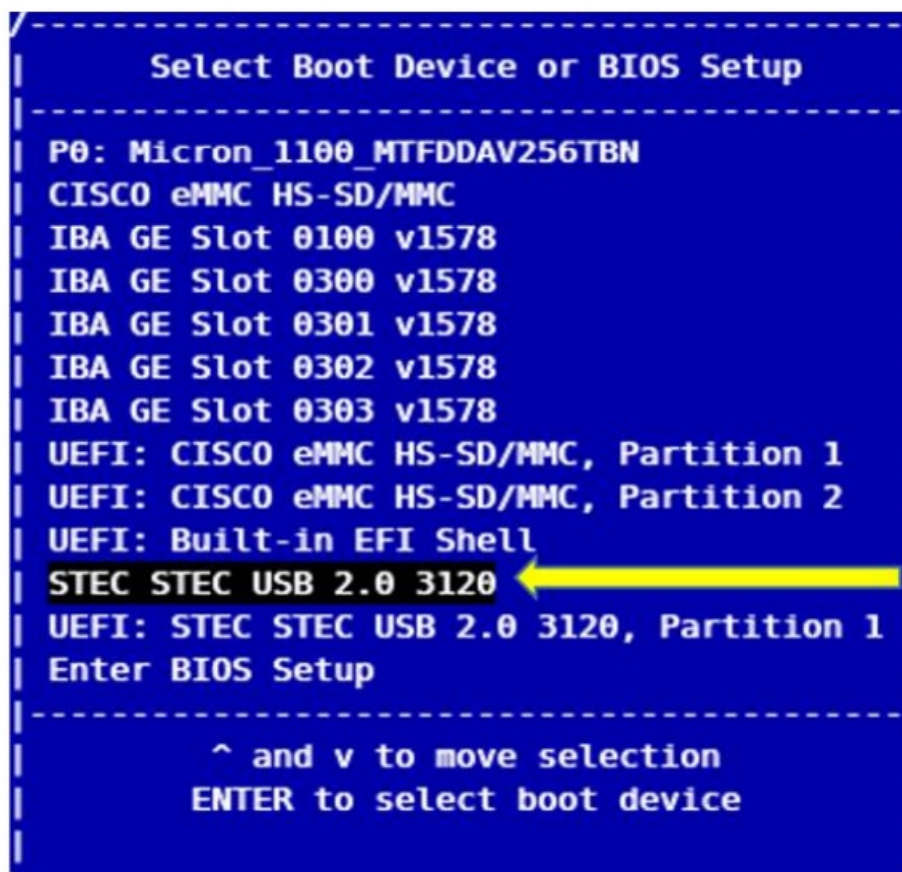 Select Boot Device or BIOS Setup
P0: Micron_1100_MTFDDAV256TBN
CISCO eMMC HS-SD/MMC
IBA GE Slot 0100 v1578
IBA GE Slot 0300 v1578
IBA GE Slot 0301 v1578
IBA GE Slot 0302 v1578
IBA GE Slot 0303 v1578
UEFI: CISCO eMMC HS-SD/MMC, Partition 1
UEFI: CISCO eMMC HS-SD/MMC, Partition 2
UEFI: Built-in EFI Shell
STEC STEC USB 2.0 3120
UEFI: STEC STEC USB 2.0 3120, Partition 1
Enter BIOS Setup
^ and v to move selection
ENTER to select boot device